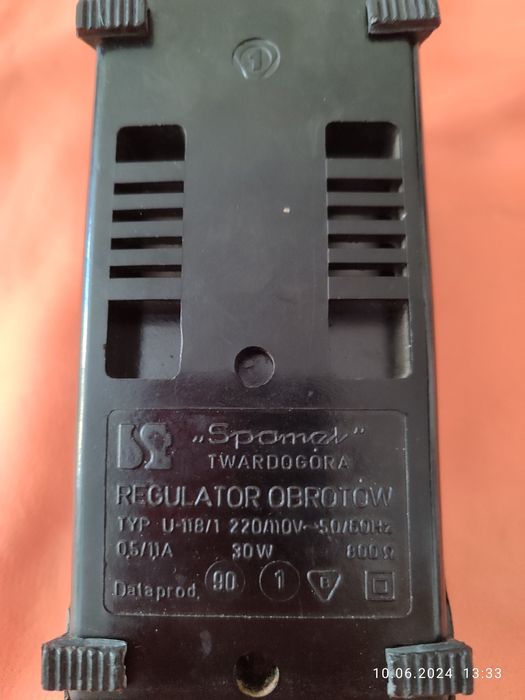 1
„Spomel”
TWARDOGÓRA
REGULATOR OBROTÓW
TYP U-118/1 220/110V~50/60Hz
0,5/1,1A 30W 800Ω
Data prod. 90 1 B
10.06.2024 13:33